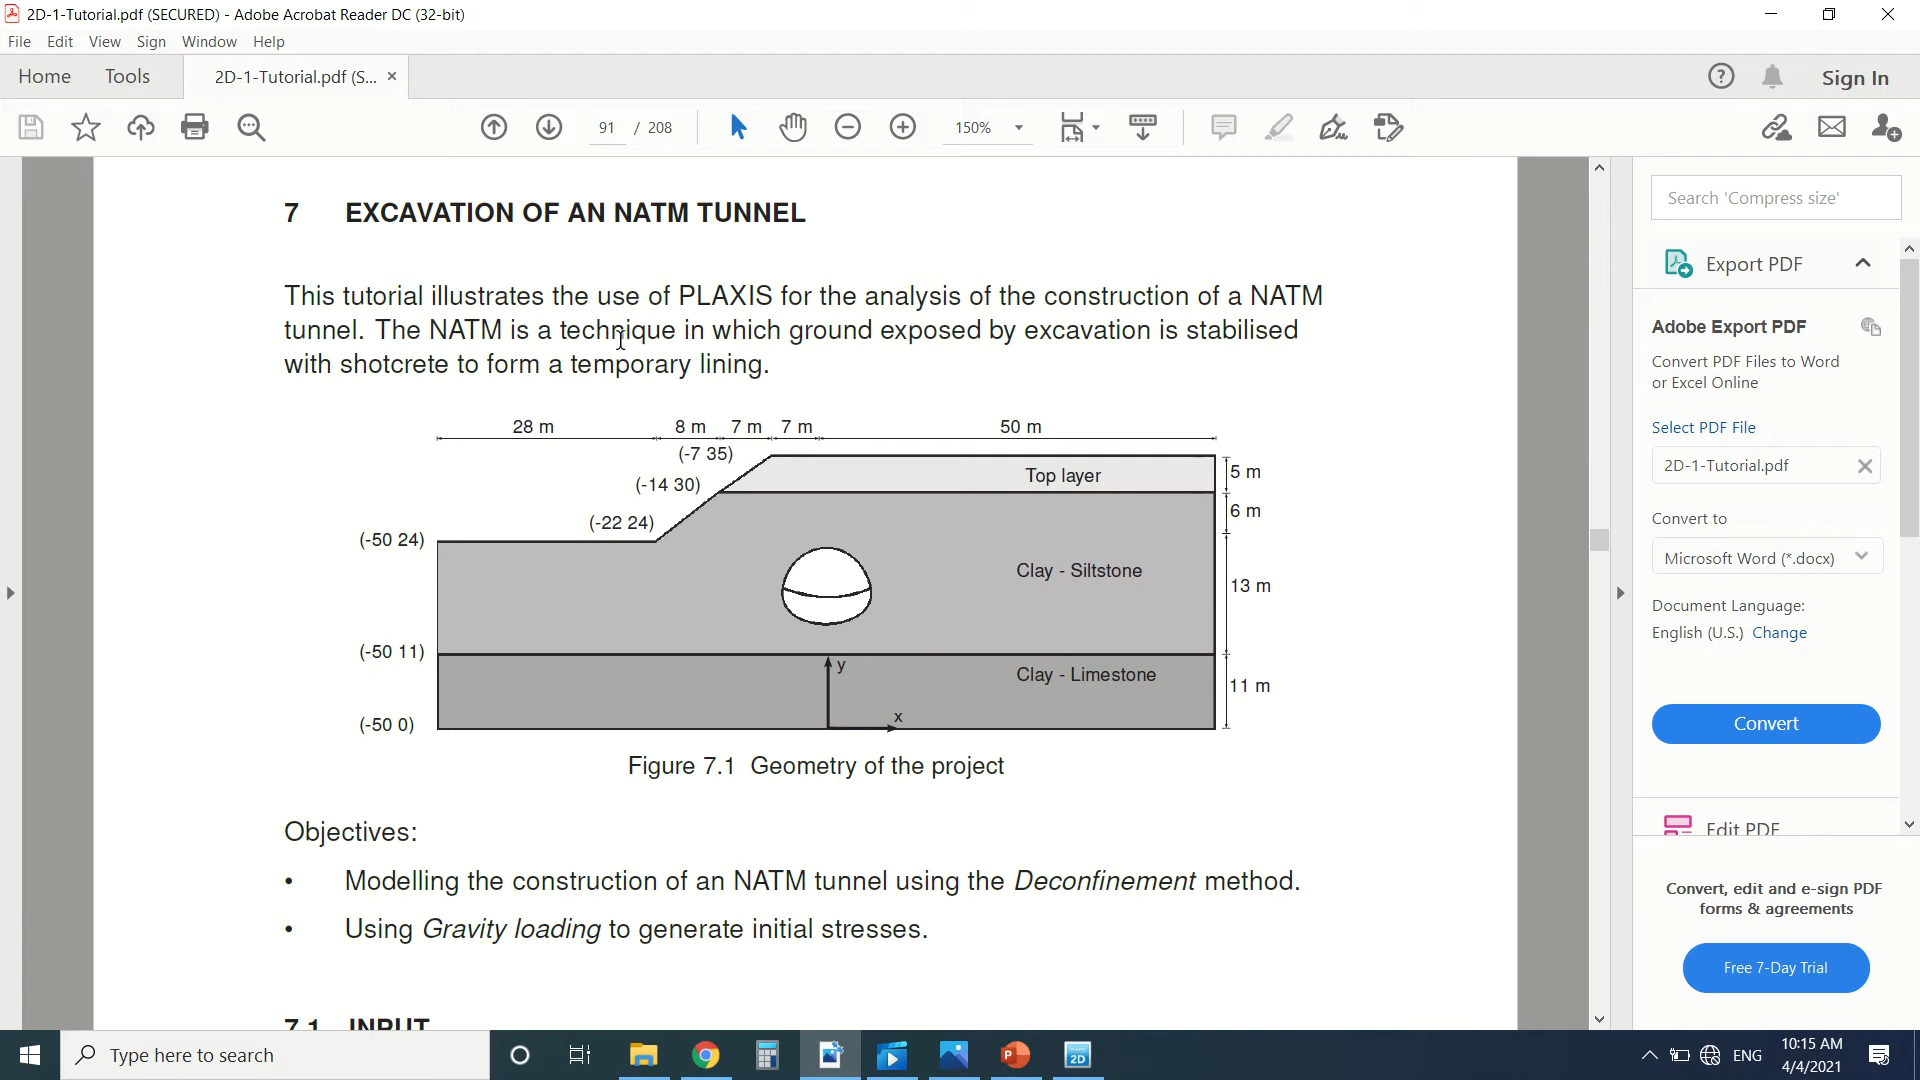 2D-1-Tutorial.pdf (SECURED) - Adobe Acrobat Reader DC (32-bit)
File Edit View Sign Window Help
Home Tools 2D-1-Tutorial.pdf (S... × Sign In
91 / 208 150%
7 EXCAVATION OF AN NATM TUNNEL
This tutorial illustrates the use of PLAXIS for the analysis of the construction of a NATM
tunnel. The NATM is a technique in which ground exposed by excavation is stabilised
with shotcrete to form a temporary lining.
28 m 8 m 7 m 7 m 50 m
(-7 35)
Top layer 5 m
(-14 30)
6 m
(-22 24)
(-50 24)
Clay - Siltstone
13 m
(-50 11)
y
Clay - Limestone
11 m
x
(-50 0)
Figure 7.1 Geometry of the project
Objectives:
• Modelling the construction of an NATM tunnel using the Deconfinement method.
• Using Gravity loading to generate initial stresses.
7.1 INPUT
Search 'Compress size'
Export PDF
Adobe Export PDF
Convert PDF Files to Word
or Excel Online
Select PDF File
2D-1-Tutorial.pdf
Convert to
Microsoft Word (*.docx)
Document Language:
English (U.S.) Change
Convert
Edit PDF
Convert, edit and e-sign PDF
forms & agreements
Free 7-Day Trial
Type here to search
2D
ENG
10:15 AM
4/4/2021